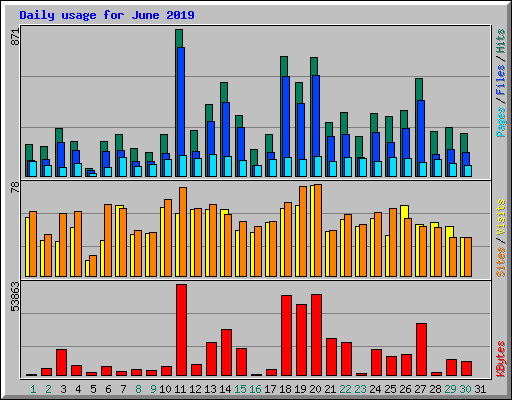 Daily usage for June 2019
871
Pages / Files / Hits
78
Sites / Visits
53863
KBytes
1 2 3 4 5 6 7 8 9 10 11 12 13 14 15 16 17 18 19 20 21 22 23 24 25 26 27 28 29 30 31